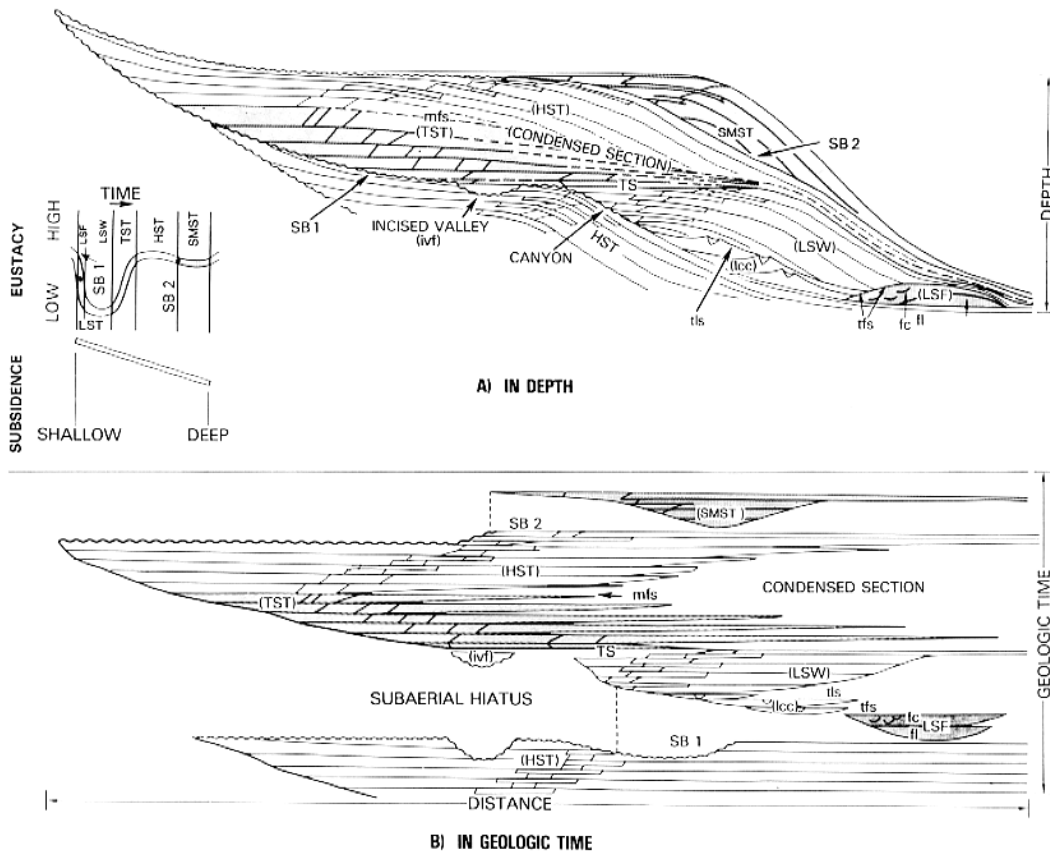 (HST)
mfs
(TST)
(CONDENSED SECTION)
SMST
SB 2
DEPTH
TS
SB 1
INCISED VALLEY
(ivf)
CANYON
HST
(LSW)
(lcc)
(LSF)
tls
tfs
fc
fl
TIME
EUSTACY
HIGH
LOW
LSF
LSW
TST
HST
SMST
SB 1
SB 2
LST
SUBSIDENCE
SHALLOW
DEEP
A) IN DEPTH
(SMST)
SB 2
(HST)
CONDENSED SECTION
mfs
(TST)
GEOLOGIC TIME
TS
(ivf)
(LSW)
SUBAERIAL HIATUS
tls
(lcc)
tfs
fc
LSF
fl
SB 1
(HST)
DISTANCE
B) IN GEOLOGIC TIME